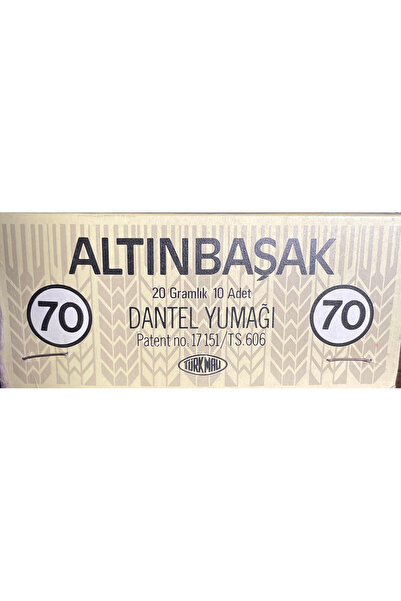 ALTINBAŞAK
20 Gramlık 10 Adet
70 DANTEL YUMAĞI 70
Patent no. 17151/TS.606
TÜRK MALI